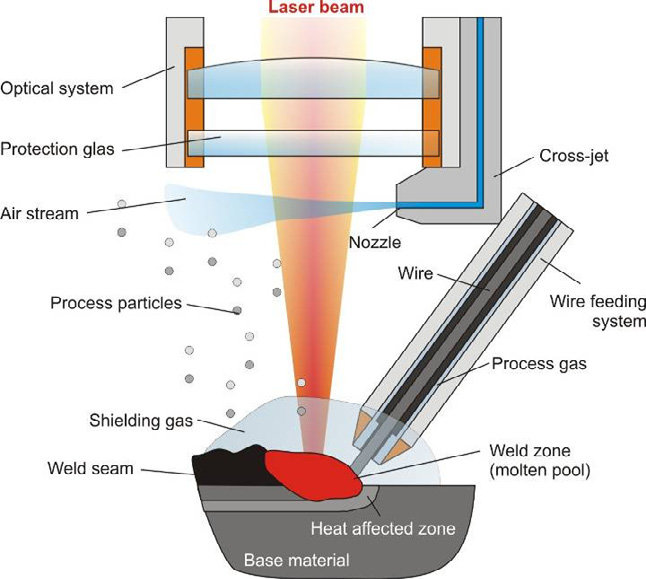 Laser beam
Optical system
Protection glas
Cross-jet
Air stream
Nozzle
Wire
Process particles
Wire feeding
system
Process gas
Shielding gas
Weld seam
Weld zone
(molten pool)
Heat affected zone
Base material